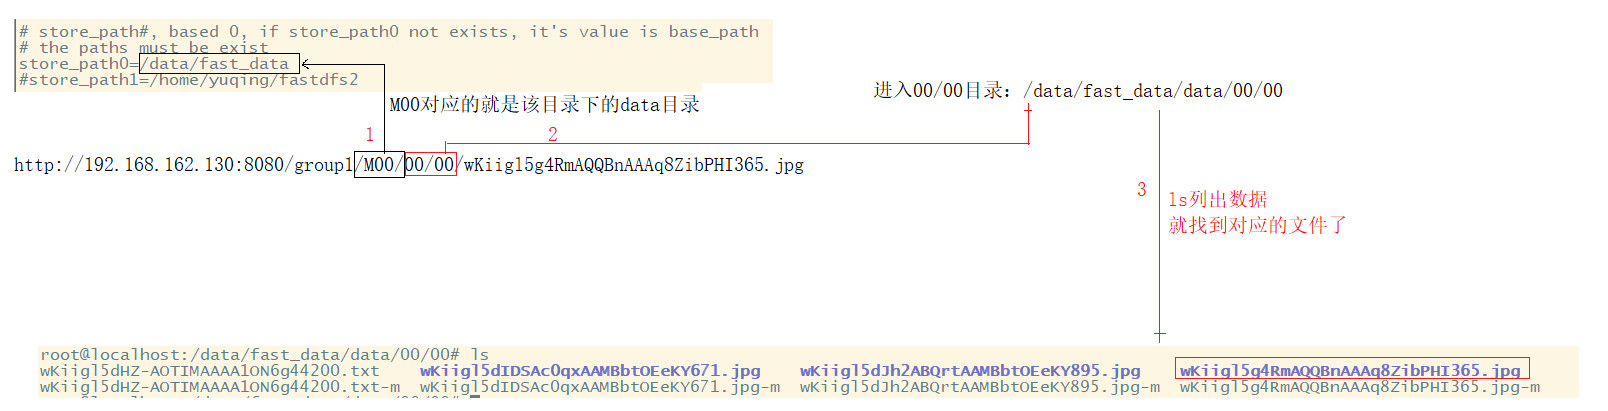 # store_path#, based 0, if store_path0 not exists, it's value is base_path
# the paths must be exist
store_path0=/data/fast_data
#store_path1=/home/yuqing/fastdfs2
进入00/00目录: /data/fast_data/data/00/00
M00对应的就是该目录下的data目录
1
2
http://192.168.162.130:8080/group1/M00/00/00/wKiigl5g4RmAQQBnAAAq8ZibPHI365.jpg
3
ls列出数据
就找到对应的文件了
root@localhost:/data/fast_data/data/00/00# ls
wKiigl5dHZ-AOTIMAAAA1ON6g44200.txt wKiigl5dIDSAc0qxAAMBbtOEeKY671.jpg wKiigl5dJh2ABQrtAAMBbtOEeKY895.jpg wKiigl5g4RmAQQBnAAAq8ZibPHI365.jpg
wKiigl5dHZ-AOTIMAAAA1ON6g44200.txt-m wKiigl5dIDSAc0qxAAMBbtOEeKY671.jpg-m wKiigl5dJh2ABQrtAAMBbtOEeKY895.jpg-m wKiigl5g4RmAQQBnAAAq8ZibPHI365.jpg-m